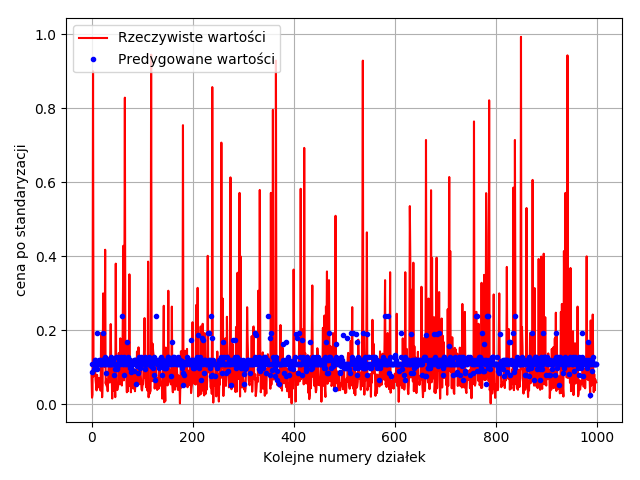 Rzeczywiste wartości
Predygowane wartości
1.0
0.8
0.6
0.4
0.2
0.0
cena po standaryzacji
0 200 400 600 800 1000
Kolejne numery działek